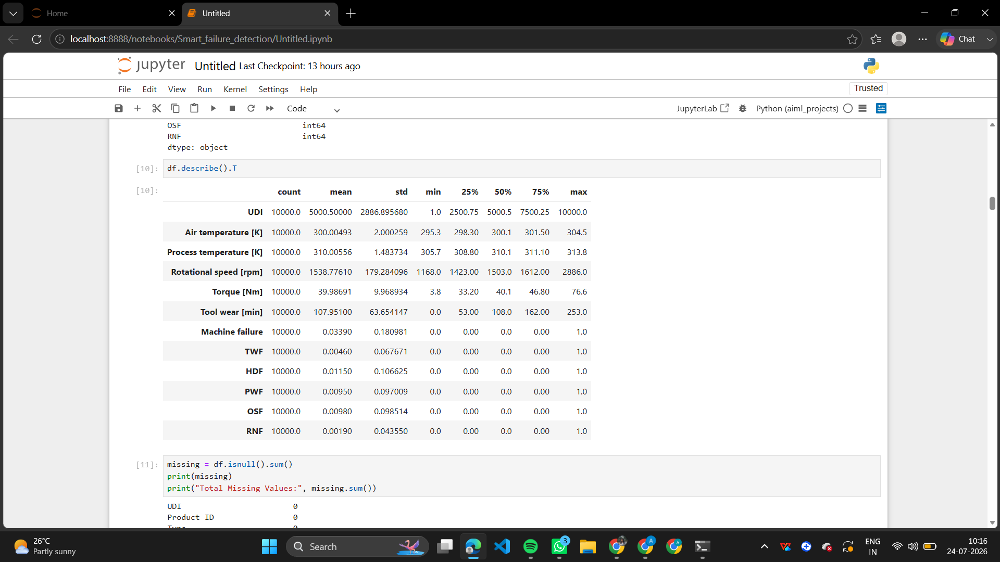 Home
Untitled
localhost:8888/notebooks/Smart_failure_detection/Untitled.ipynb
Chat
jupyter Untitled Last Checkpoint: 13 hours ago
File Edit View Run Kernel Settings Help
Trusted
Code
JupyterLab
Python (aiml_projects)
OSF int64
RNF int64
dtype: object
[10]: df.describe().T
[10]: count mean std min 25% 50% 75% max
UDI 10000.0 5000.50000 2886.895680 1.0 2500.75 5000.5 7500.25 10000.0
Air temperature [K] 10000.0 300.00493 2.000259 295.3 298.30 300.1 301.50 304.5
Process temperature [K] 10000.0 310.00556 1.483734 305.7 308.80 310.1 311.10 313.8
Rotational speed [rpm] 10000.0 1538.77610 179.284096 1168.0 1423.00 1503.0 1612.00 2886.0
Torque [Nm] 10000.0 39.98691 9.968934 3.8 33.20 40.1 46.80 76.6
Tool wear [min] 10000.0 107.95100 63.654147 0.0 53.00 108.0 162.00 253.0
Machine failure 10000.0 0.03390 0.180981 0.0 0.00 0.0 0.00 1.0
TWF 10000.0 0.00460 0.067671 0.0 0.00 0.0 0.00 1.0
HDF 10000.0 0.01150 0.106625 0.0 0.00 0.0 0.00 1.0
PWF 10000.0 0.00950 0.097009 0.0 0.00 0.0 0.00 1.0
OSF 10000.0 0.00980 0.098514 0.0 0.00 0.0 0.00 1.0
RNF 10000.0 0.00190 0.043550 0.0 0.00 0.0 0.00 1.0
[11]: missing = df.isnull().sum()
print(missing)
print("Total Missing Values:", missing.sum())
UDI 0
Product ID 0
Type 0
26°C
Partly sunny
Search
3
A
A
ENG
IN
10:16
24-07-2026